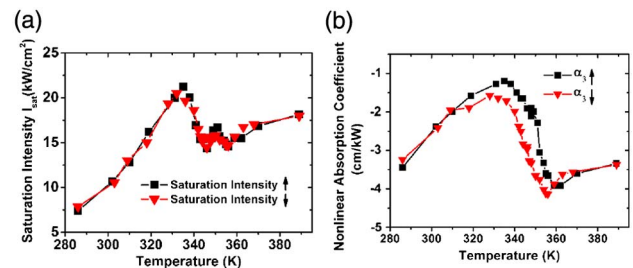 (a)
Saturation Intensity I_sat(kW/cm²)
25
20
15
10
5
Saturation Intensity ↑
Saturation Intensity ↓
280 300 320 340 360 380 400
Temperature (K)
(b)
Nonlinear Absorption Coefficient
(cm/kW)
-1
-2
-3
-4
-5
α₃ ↑
α₃ ↓
280 300 320 340 360 380 400
Temperature (K)